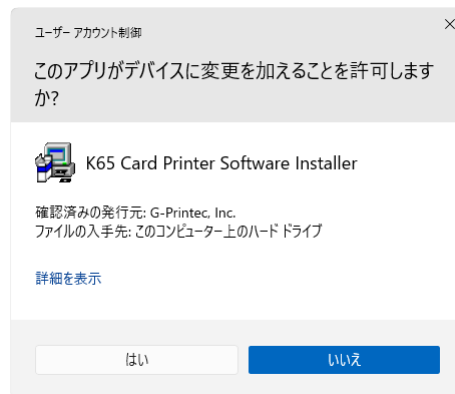 ユーザー アカウント制御
このアプリがデバイスに変更を加えることを許可します
か?
K65 Card Printer Software Installer
確認済みの発行元: G-Printec, Inc.
ファイルの入手先: このコンピューター上のハード ドライブ
詳細を表示
はい
いいえ